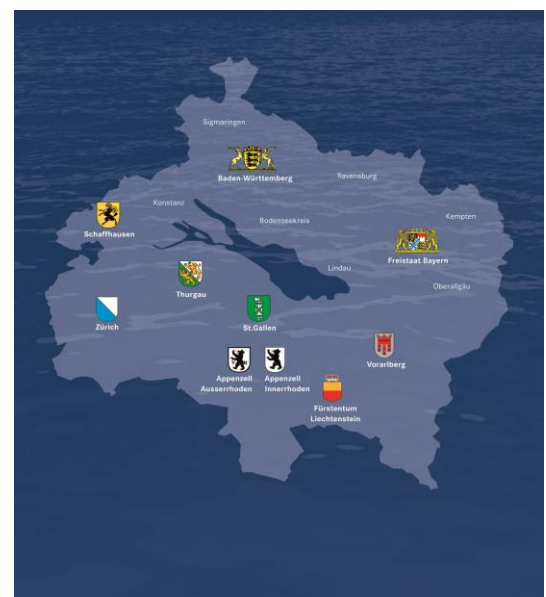 Sigmaringen
Baden-Württemberg
Ravensburg
Konstanz
Bodenseekreis
Kempten
Schaffhausen
Freistaat Bayern
Lindau
Thurgau
Oberallgäu
Zürich
St.Gallen
Vorarlberg
Appenzell
Ausserrhoden
Appenzell
Innerrhoden
Fürstentum
Liechtenstein